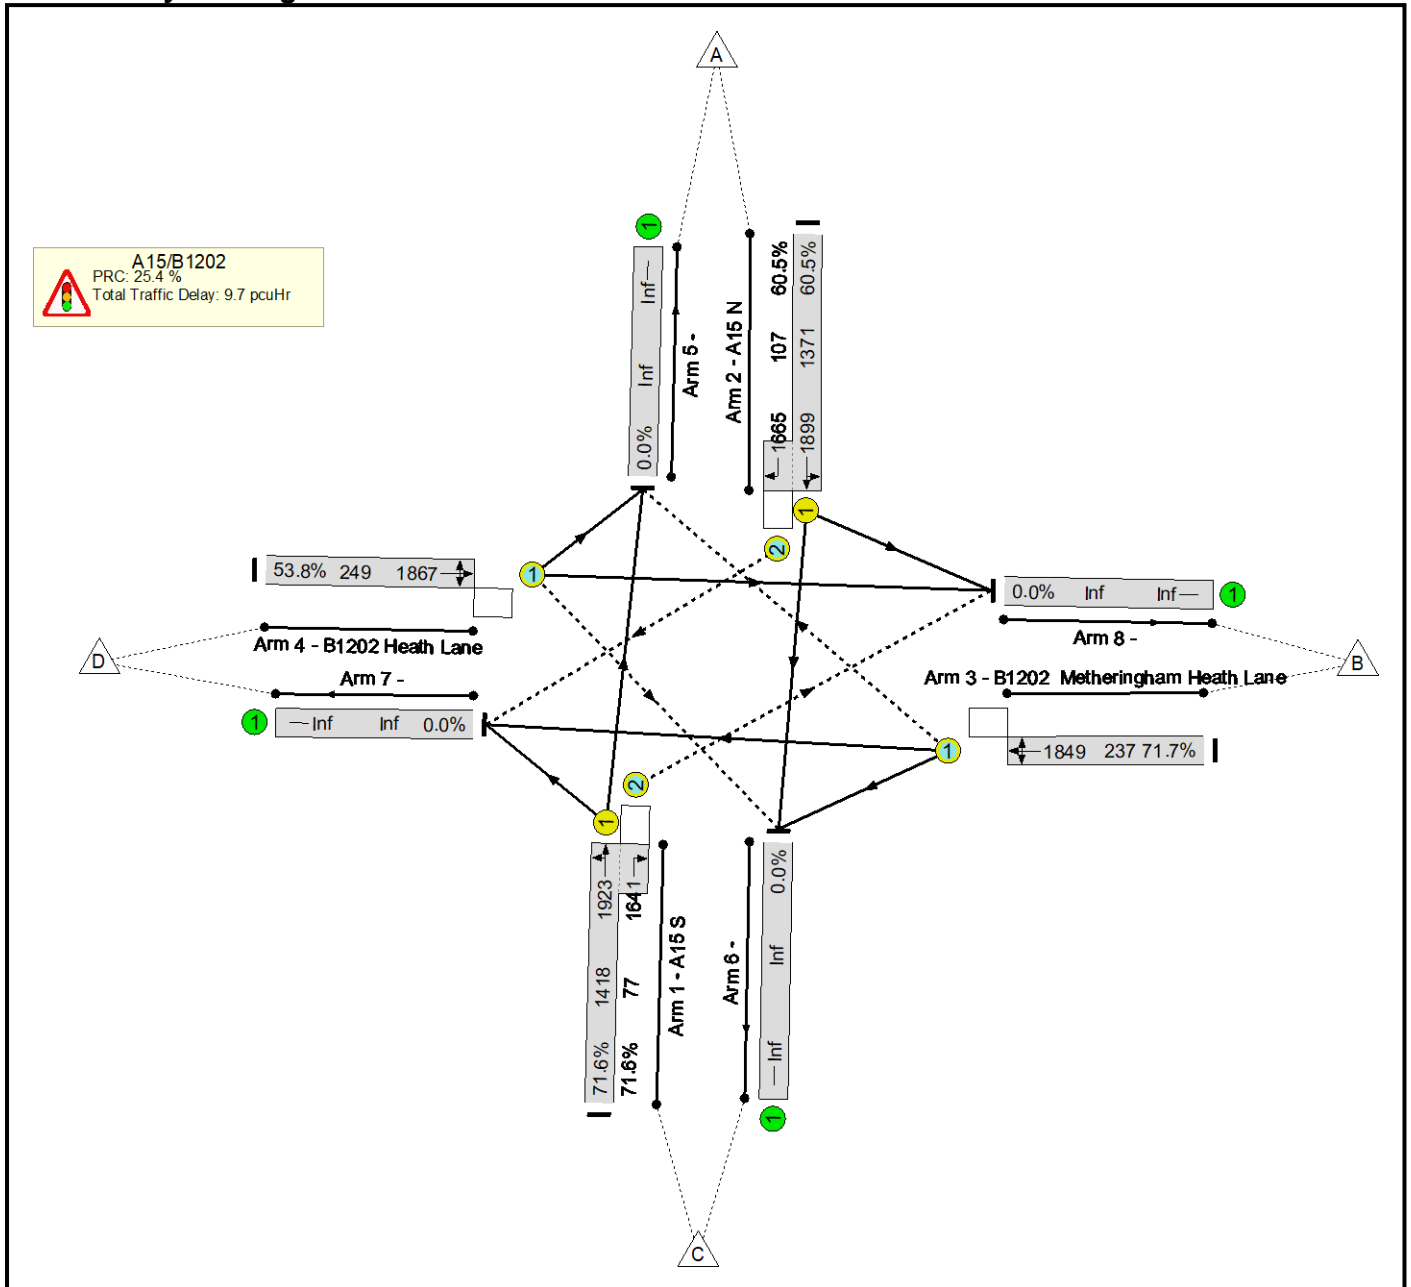 A
A15/B1202
PRC: 25.4 %
Total Traffic Delay: 9.7 pcuHr
1
0.0% Inf Inf
Arm 5 -
Arm 2 - A15 N
1665 107 60.5%
1899 1371 60.5%
1
2
53.8% 249 1867
1
Arm 4 - B1202 Heath Lane
D
Arm 7 -
1
Inf Inf 0.0%
0.0% Inf Inf
1
Arm 8 -
B
Arm 3 - B1202 Metheringham Heath Lane
1
1849 237 71.7%
2
1
71.6% 1418 1923
71.6% 77 1641
Arm 1 - A15 S
Arm 6 -
Inf Inf 0.0%
1
C